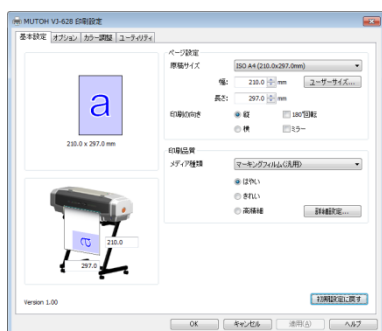 MUTOH VJ-628 印刷設定
基本設定 オプション カラー調整 ユーティリティ
ページ設定
原稿サイズ ISO A4 (210.0x297.0mm)
幅: 210.0 mm ユーザーサイズ...
長さ: 297.0 mm
印刷の向き 縦 180°回転
横 ミラー
a
210.0 x 297.0 mm
印刷品質
メディア種類 マーキングフィルム(汎用)
はやい
きれい
高精細 詳細設定...
a 210.0
297.0
Version 1.00 初期設定に戻す
OK キャンセル 適用(A) ヘルプ